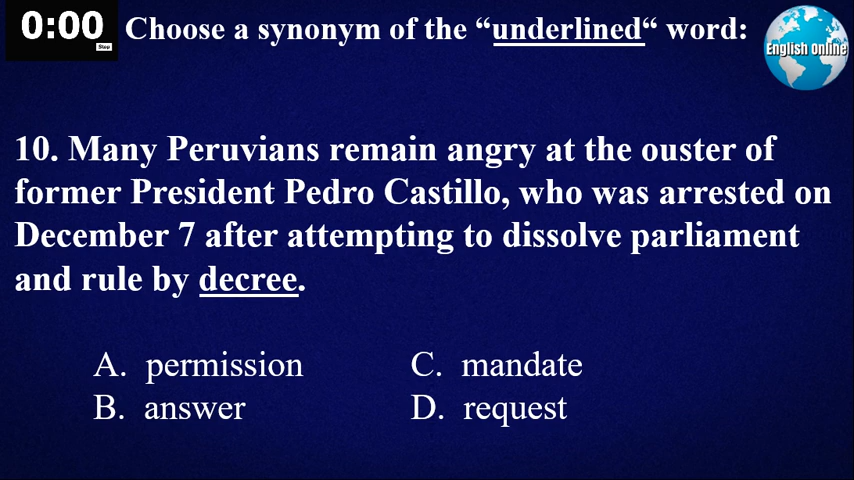 0:00
Stop
Choose a synonym of the “underlined“ word:
English Online
10. Many Peruvians remain angry at the ouster of
former President Pedro Castillo, who was arrested on
December 7 after attempting to dissolve parliament
and rule by decree.
A. permission
C. mandate
B. answer
D. request